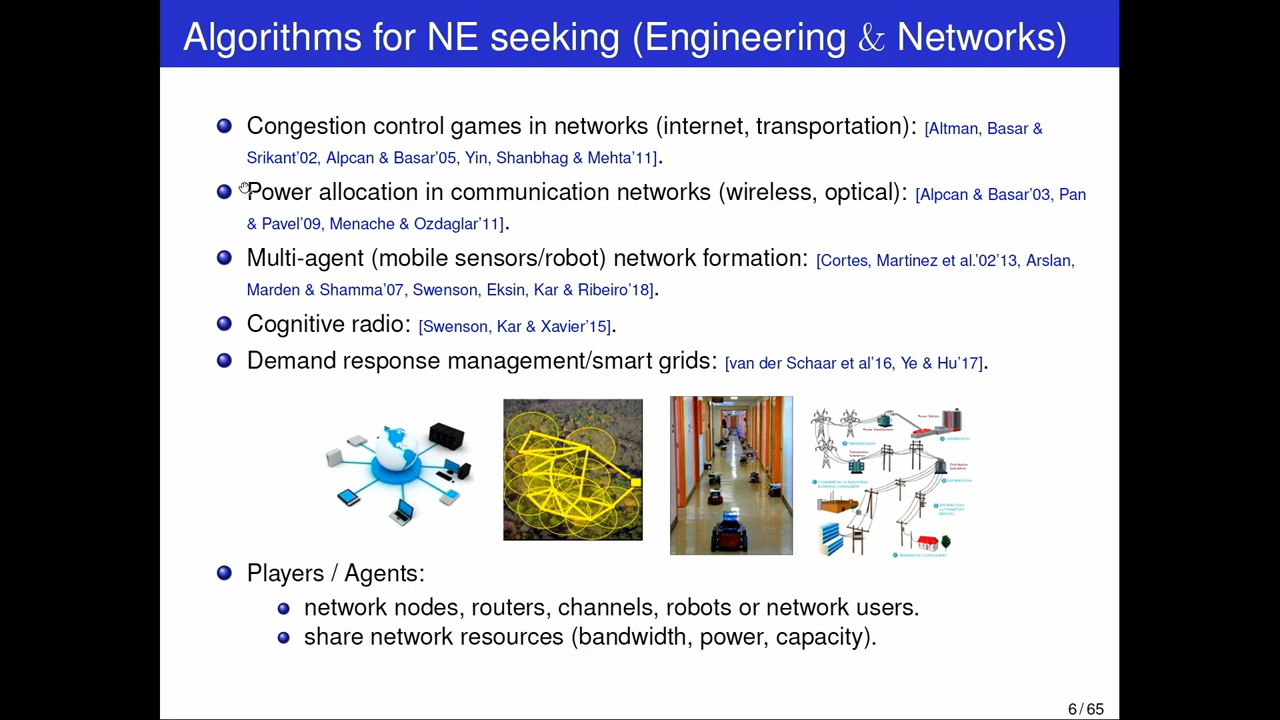 Algorithms for NE seeking (Engineering & Networks)
Congestion control games in networks (internet, transportation): [Altman, Basar &
Srikant'02, Alpcan & Basar'05, Yin, Shanbhag & Mehta'11].
Power allocation in communication networks (wireless, optical): [Alpcan & Basar'03, Pan
& Pavel'09, Menache & Ozdaglar'11].
Multi-agent (mobile sensors/robot) network formation: [Cortes, Martinez et al.'02'13, Arslan,
Marden & Shamma'07, Swenson, Eksin, Kar & Ribeiro'18].
Cognitive radio: [Swenson, Kar & Xavier'15].
Demand response management/smart grids: [van der Schaar et al'16, Ye & Hu'17].
Players / Agents:
network nodes, routers, channels, robots or network users.
share network resources (bandwidth, power, capacity).
6 / 65